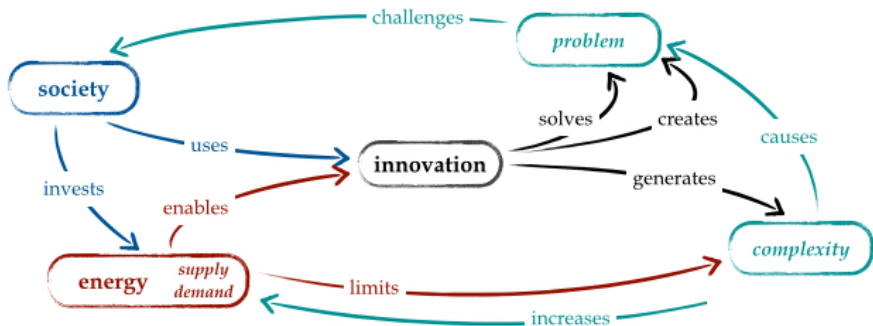 challenges
problem
society
solves
creates
uses
causes
innovation
invests
generates
enables
complexity
energy
supply
demand
limits
increases